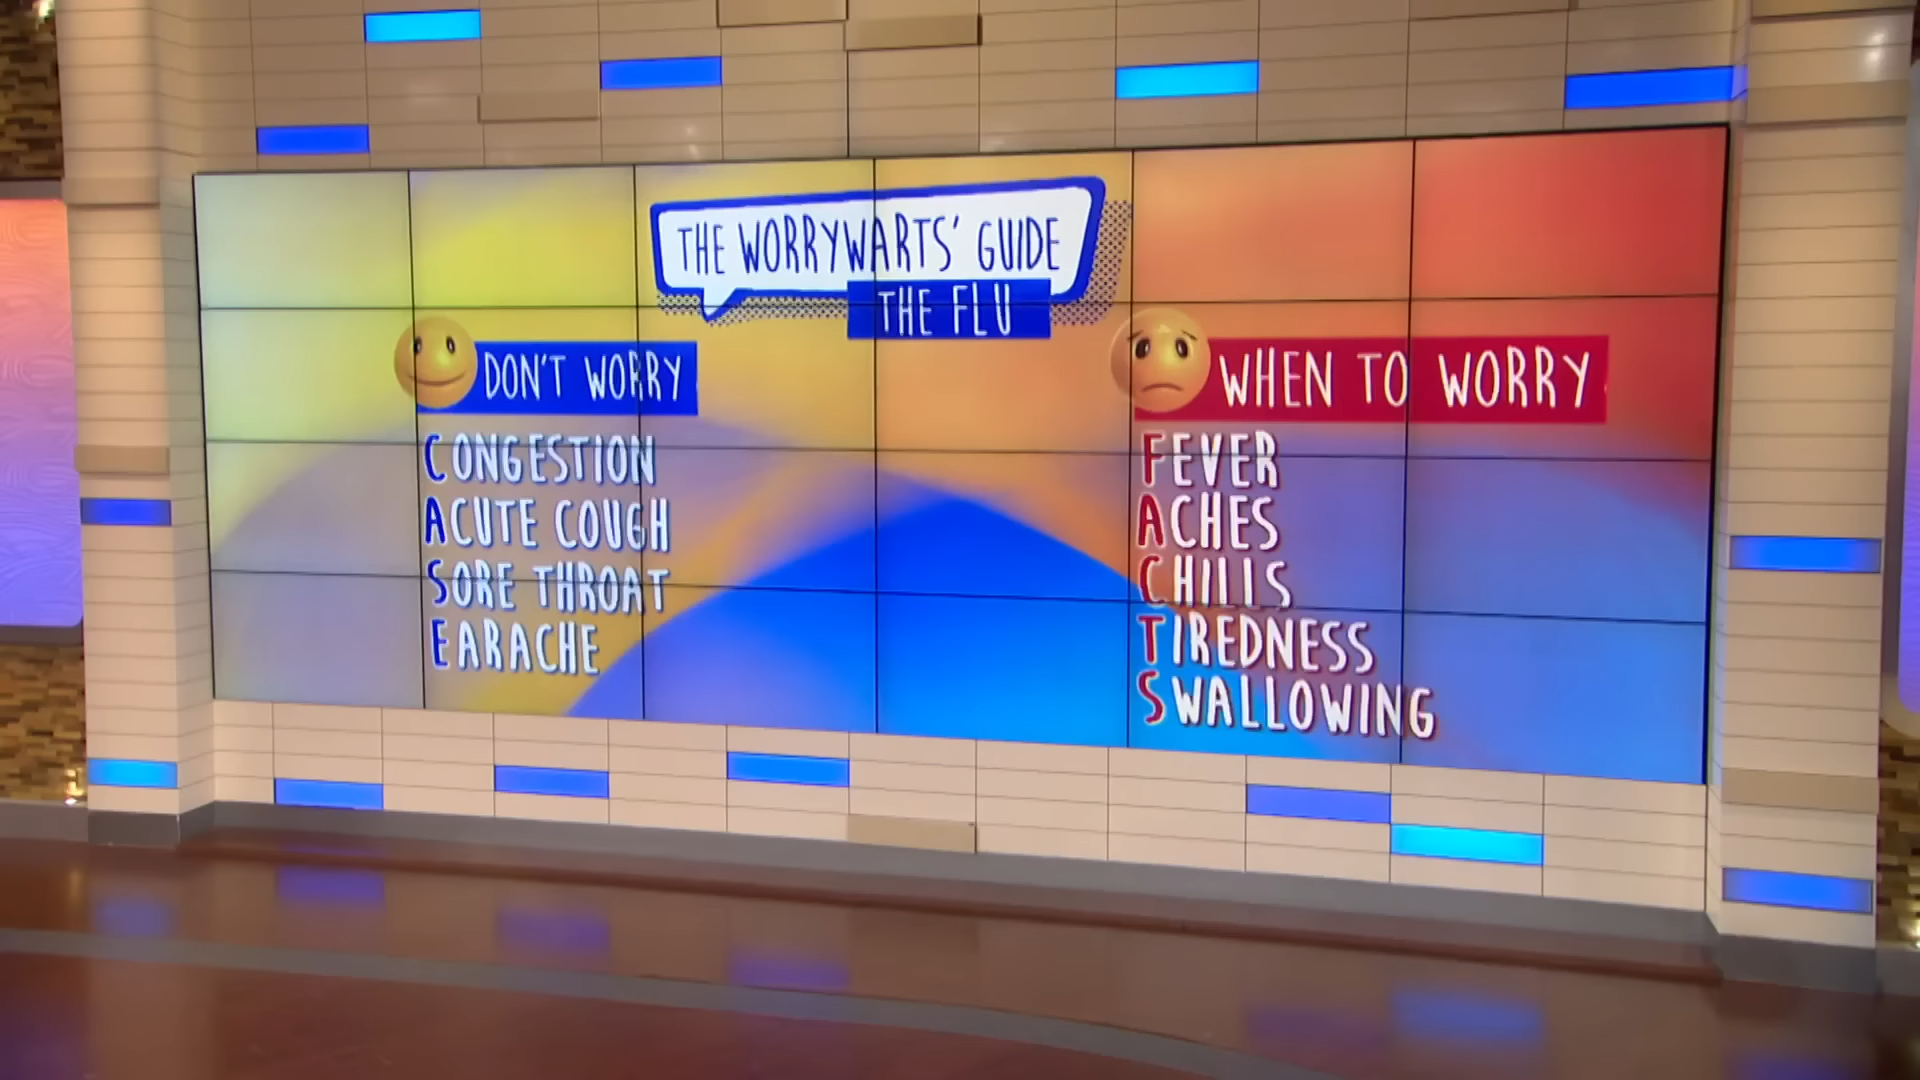 THE WORRYWARTS' GUIDE
THE FLU
DON'T WORRY
CONGESTION
ACUTE COUGH
SORE THROAT
EARACHE
WHEN TO WORRY
FEVER
ACHES
CHILLS
TIREDNESS
SWALLOWING